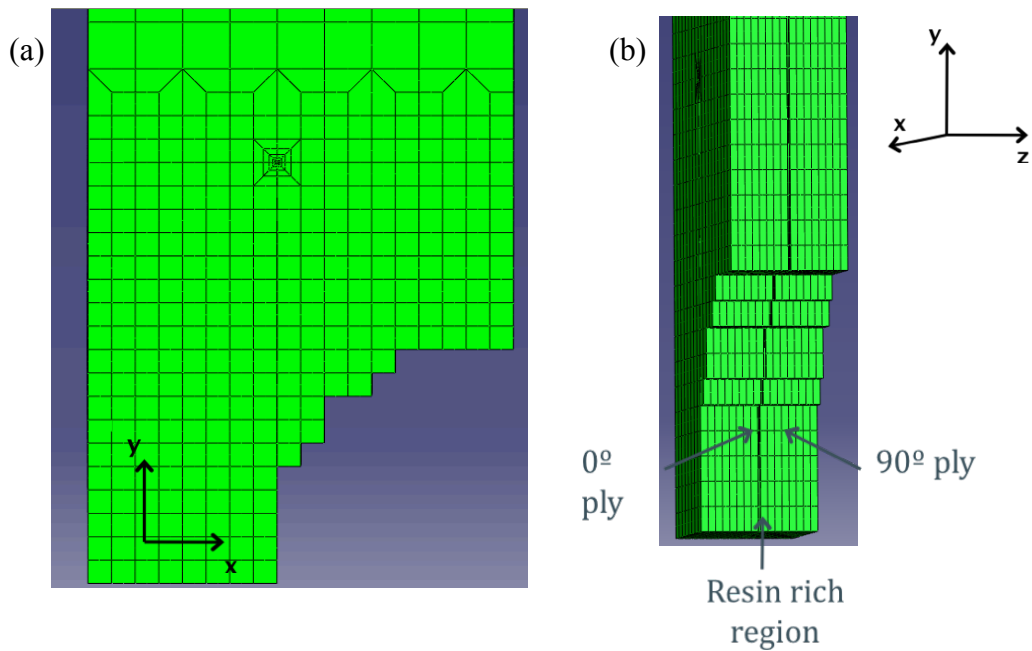 (a)
y
x
(b)
y
x
z
0º
ply
90º ply
Resin rich
region